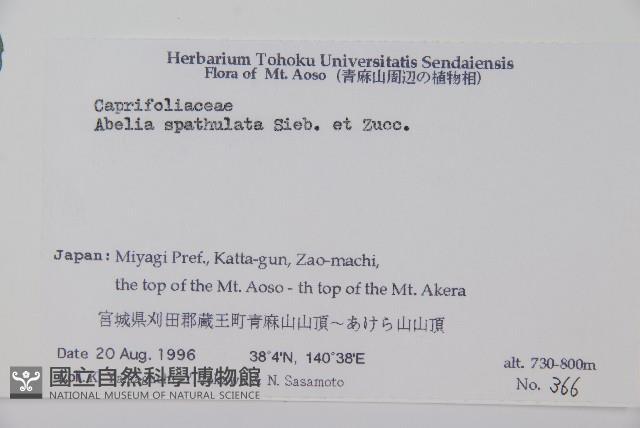 Herbarium Tohoku Universitatis Sendaiensis
Flora of Mt. Aoso (青麻山周辺の植物相)
Caprifoliaceae
Abelia spathulata Sieb. et Zucc.
Japan: Miyagi Pref., Katta-gun, Zao-machi,
the top of the Mt. Aoso - th top of the Mt. Akera
宮城県刈田郡蔵王町青麻山山頂～あけら山山頂
Date 20 Aug. 1996 38°4'N, 140°38'E
alt. 730-800m
N. Sasamoto
No. 366
國立自然科學博物館
NATIONAL MUSEUM OF NATURAL SCIENCE